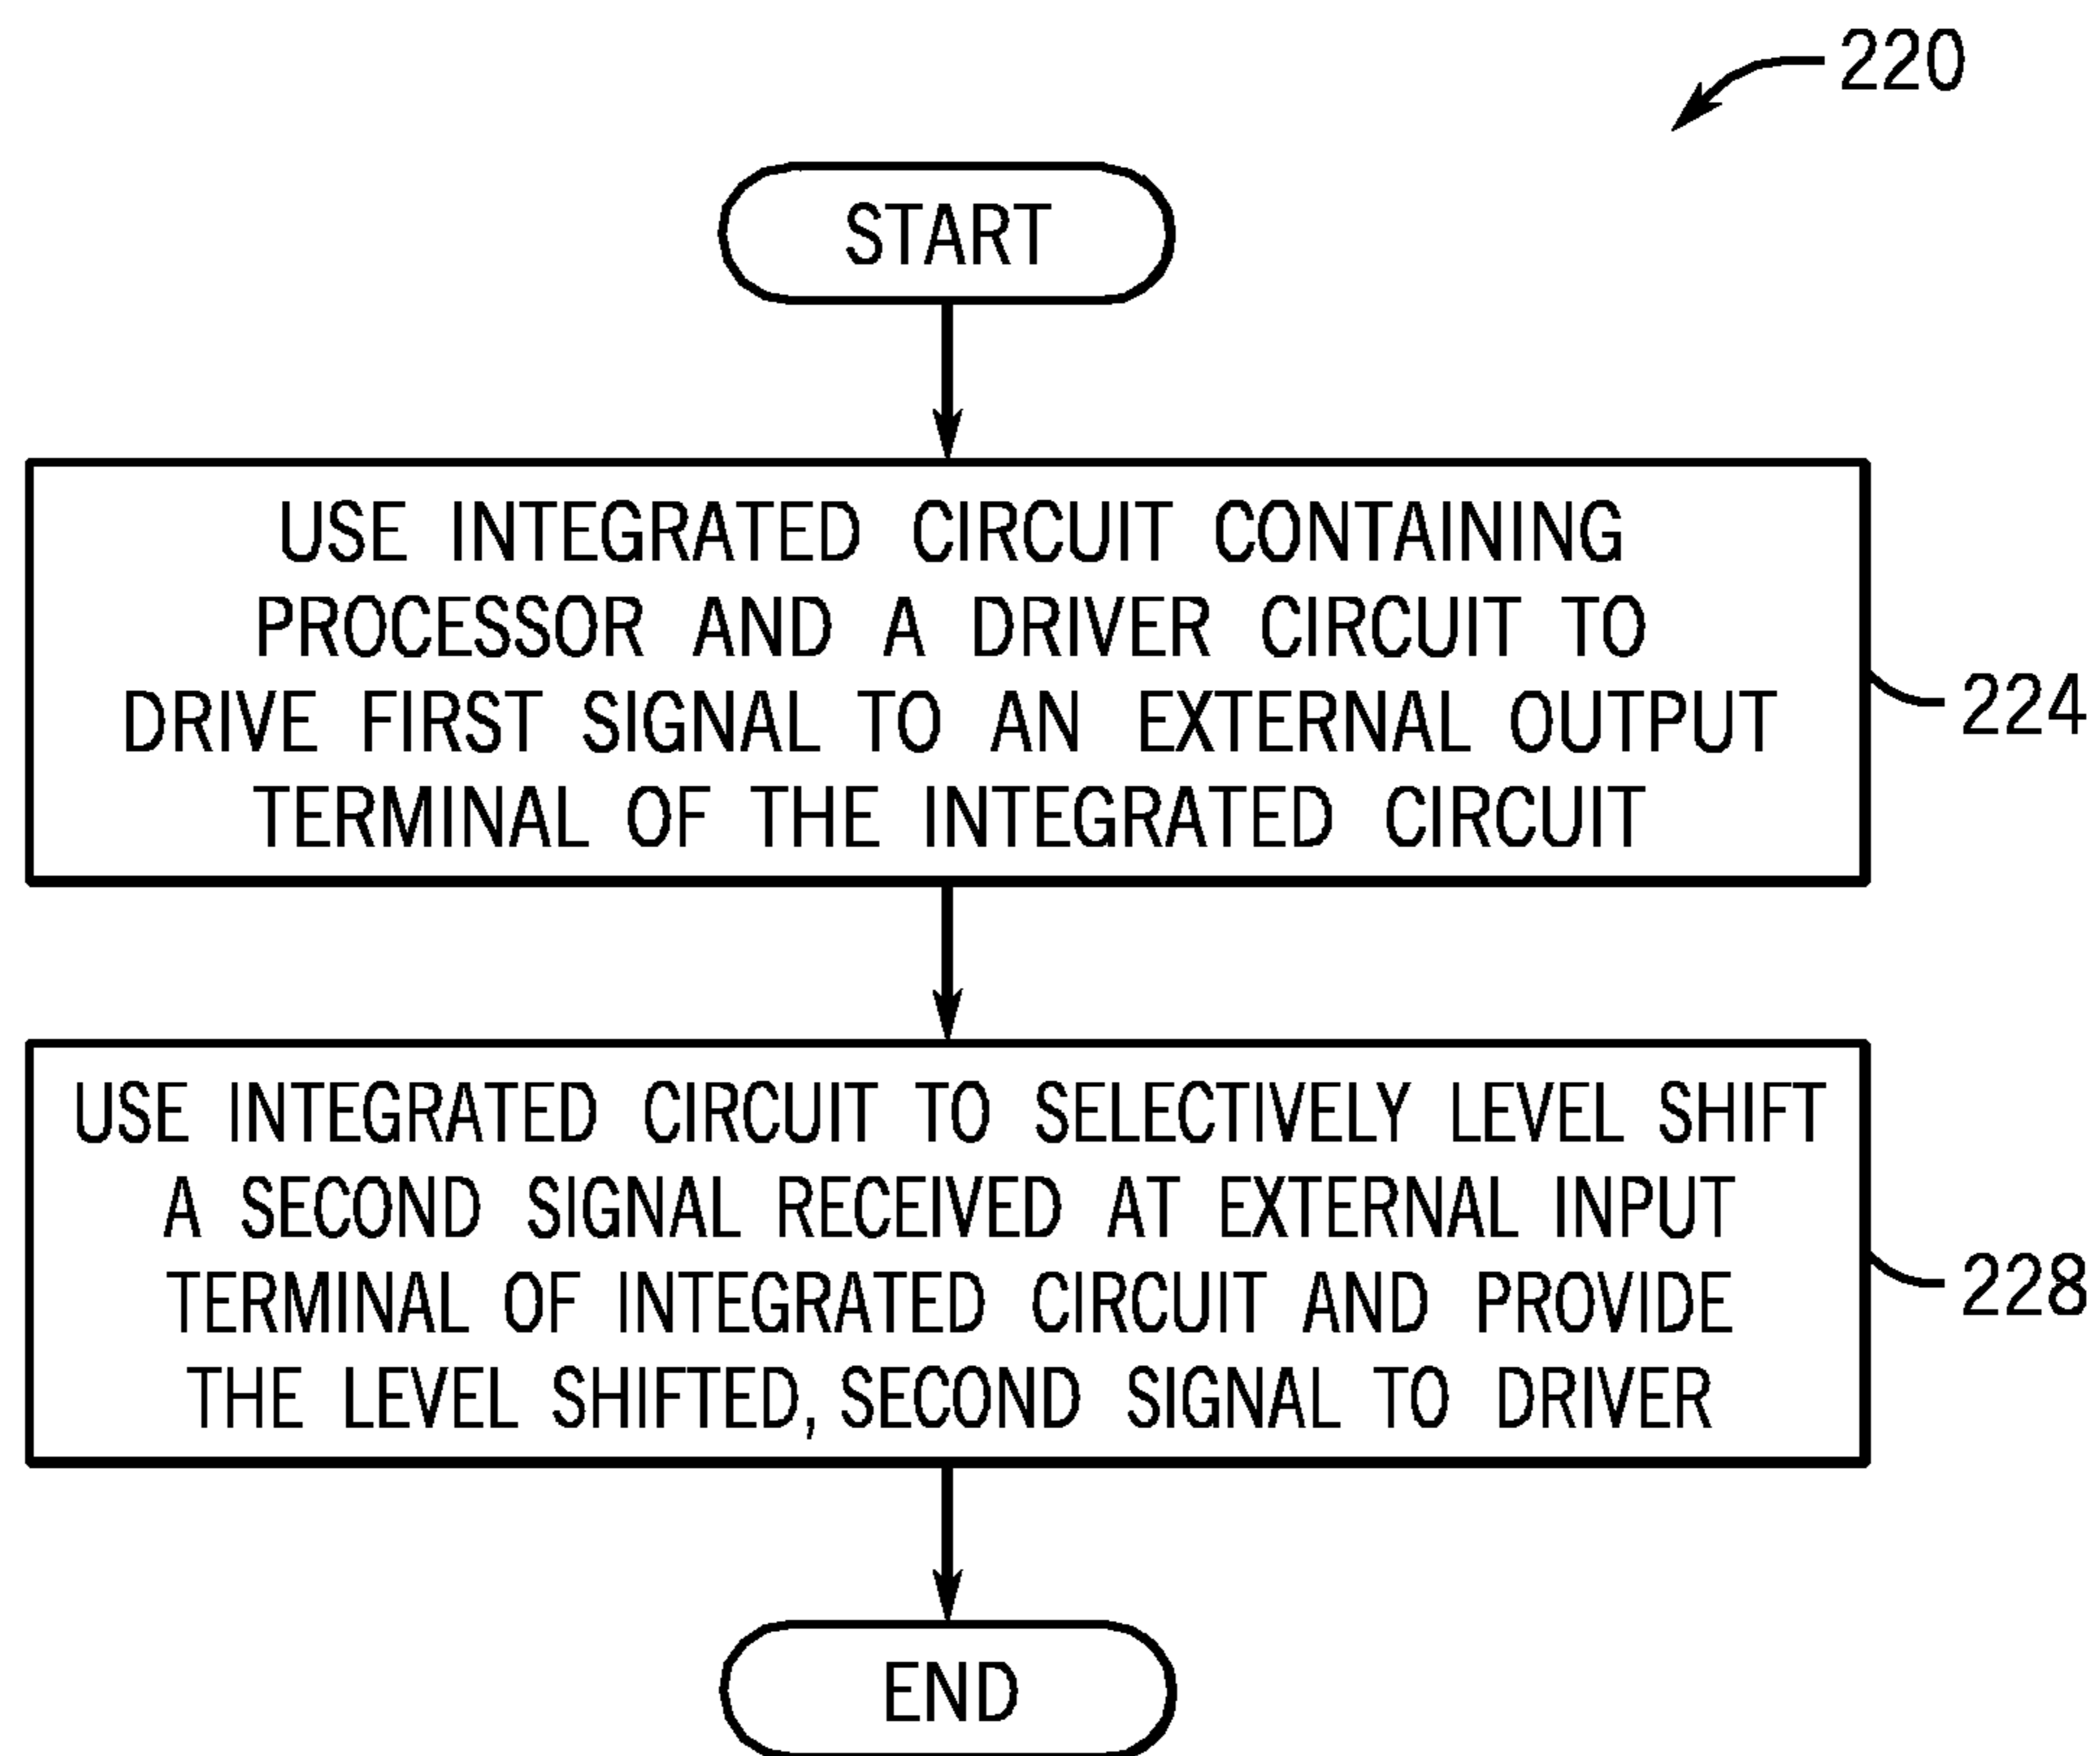 220
START
USE INTEGRATED CIRCUIT CONTAINING
PROCESSOR AND A DRIVER CIRCUIT TO
DRIVE FIRST SIGNAL TO AN EXTERNAL OUTPUT
TERMINAL OF THE INTEGRATED CIRCUIT
224
USE INTEGRATED CIRCUIT TO SELECTIVELY LEVEL SHIFT
A SECOND SIGNAL RECEIVED AT EXTERNAL INPUT
TERMINAL OF INTEGRATED CIRCUIT AND PROVIDE
THE LEVEL SHIFTED, SECOND SIGNAL TO DRIVER
228
END